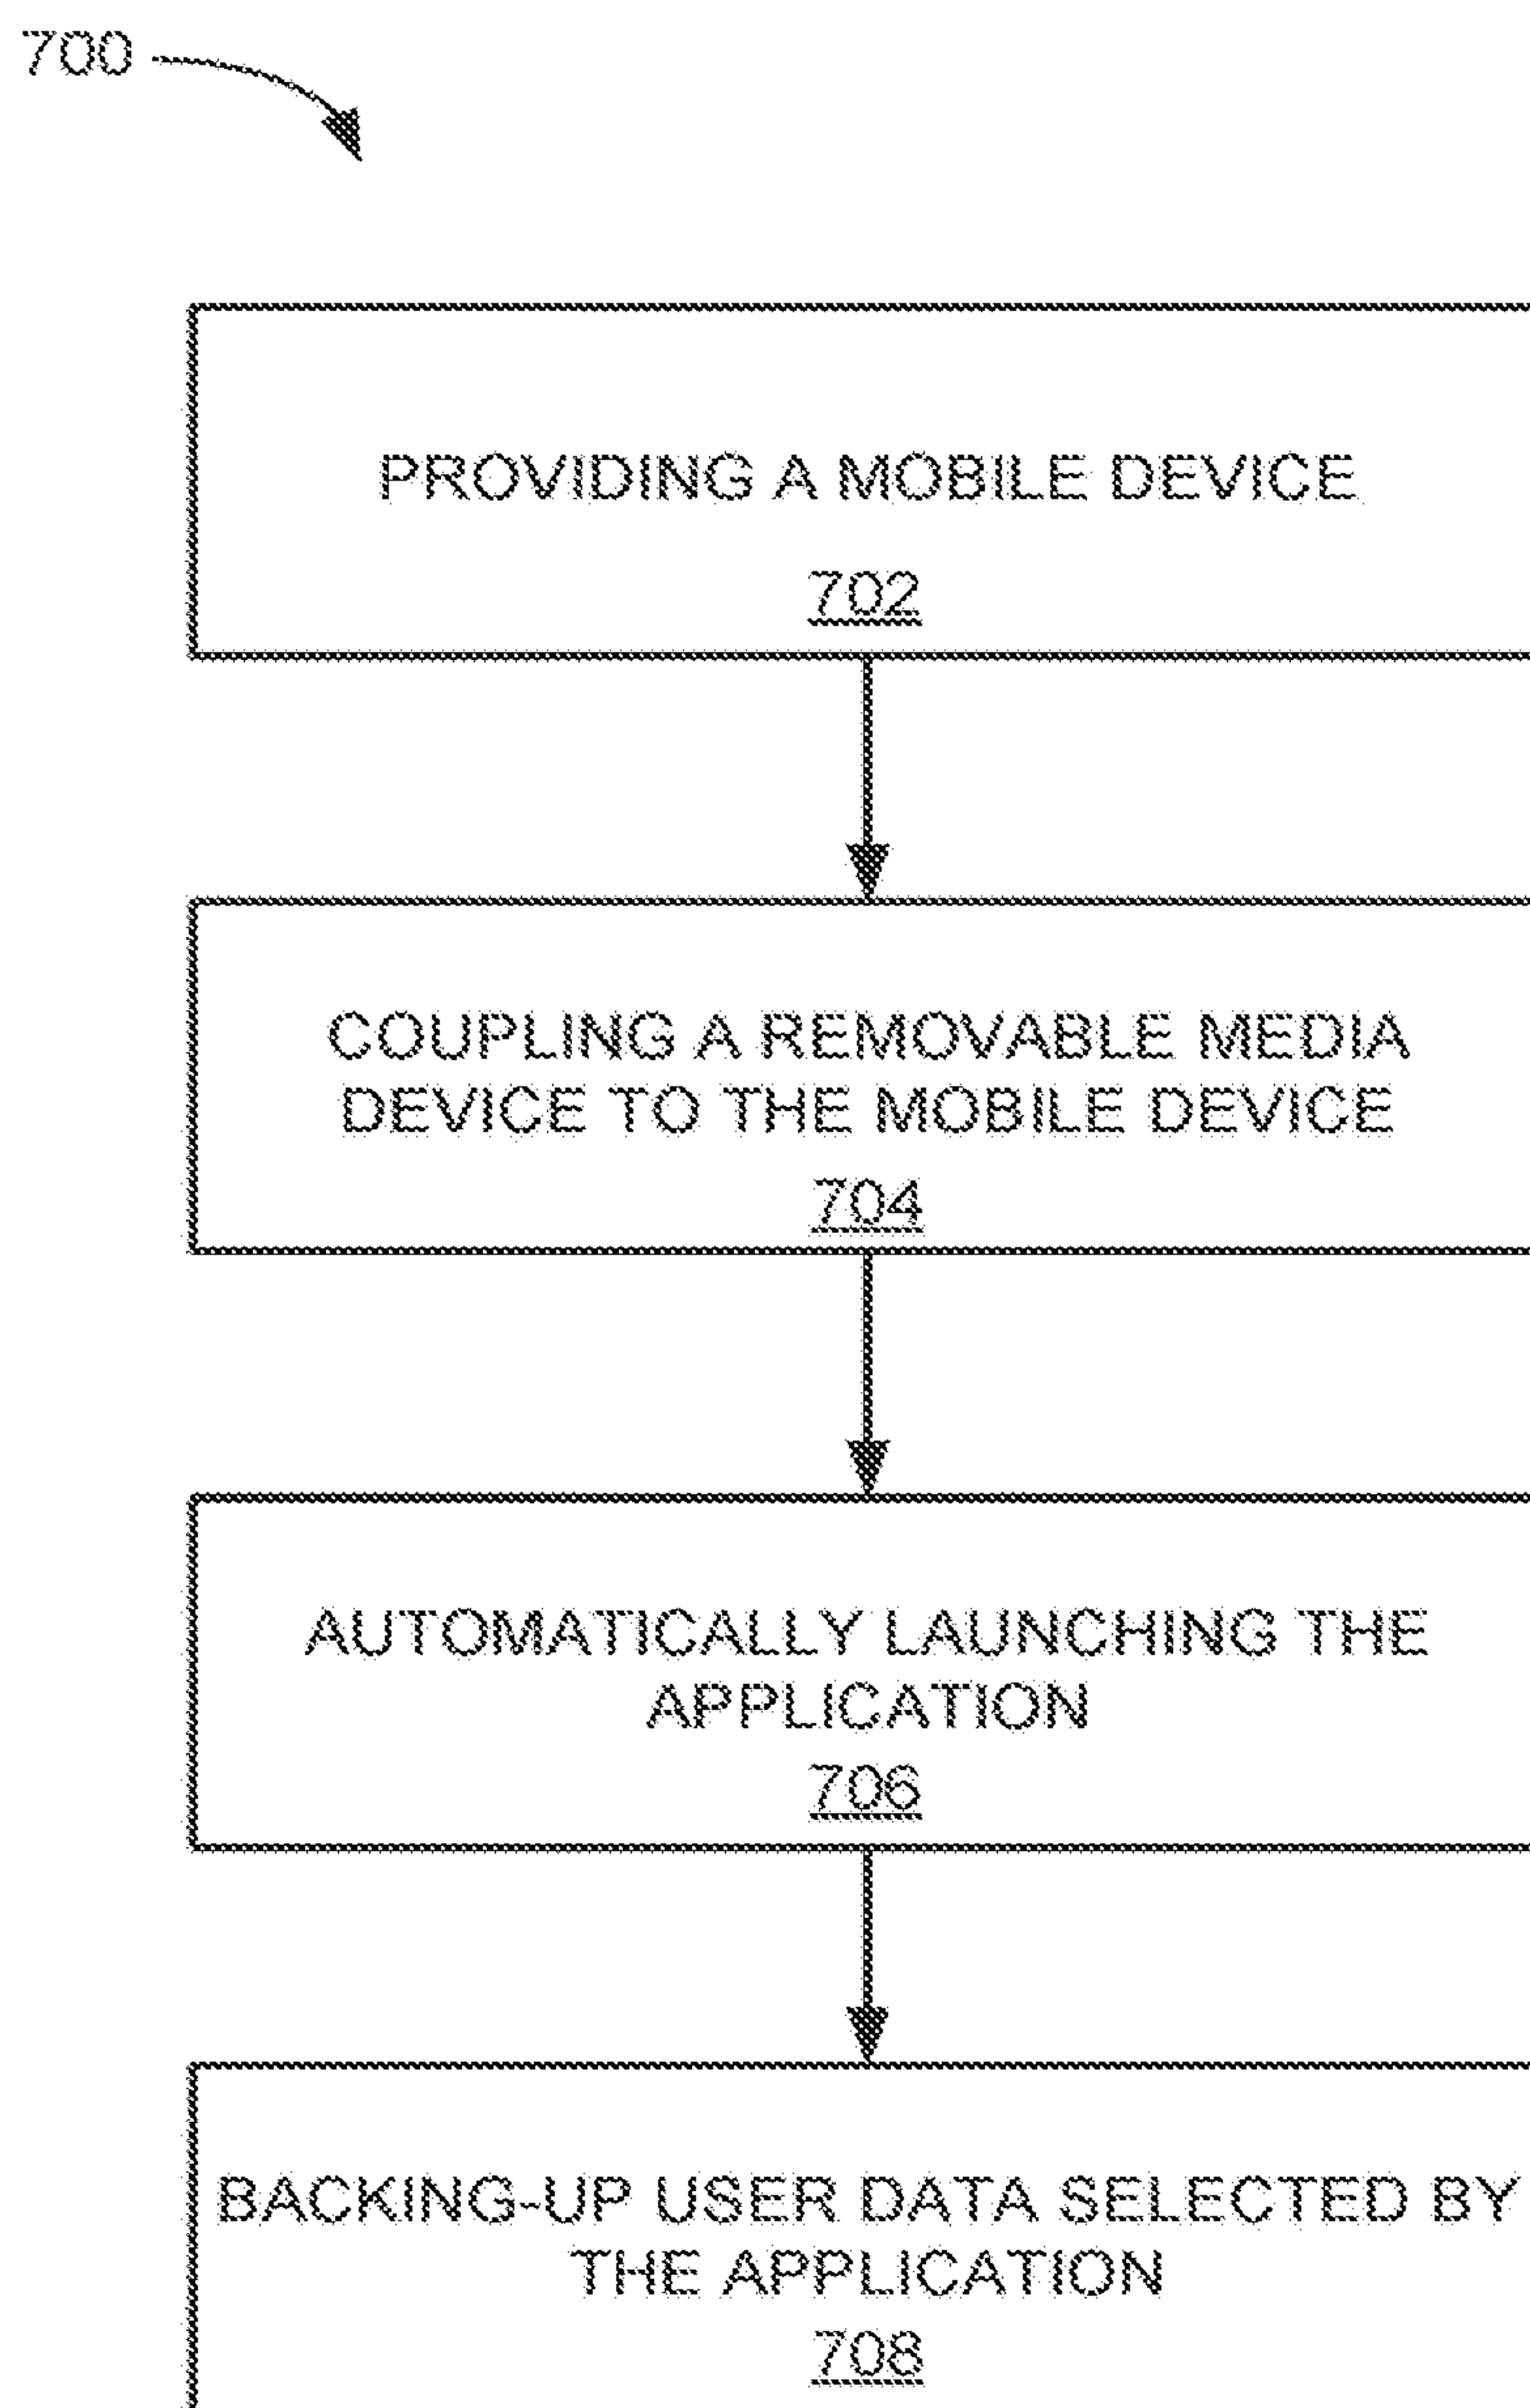 700
PROVIDING A MOBILE DEVICE
702
COUPLING A REMOVABLE MEDIA
DEVICE TO THE MOBILE DEVICE
704
AUTOMATICALLY LAUNCHING THE
APPLICATION
706
BACKING-UP USER DATA SELECTED BY
THE APPLICATION
708